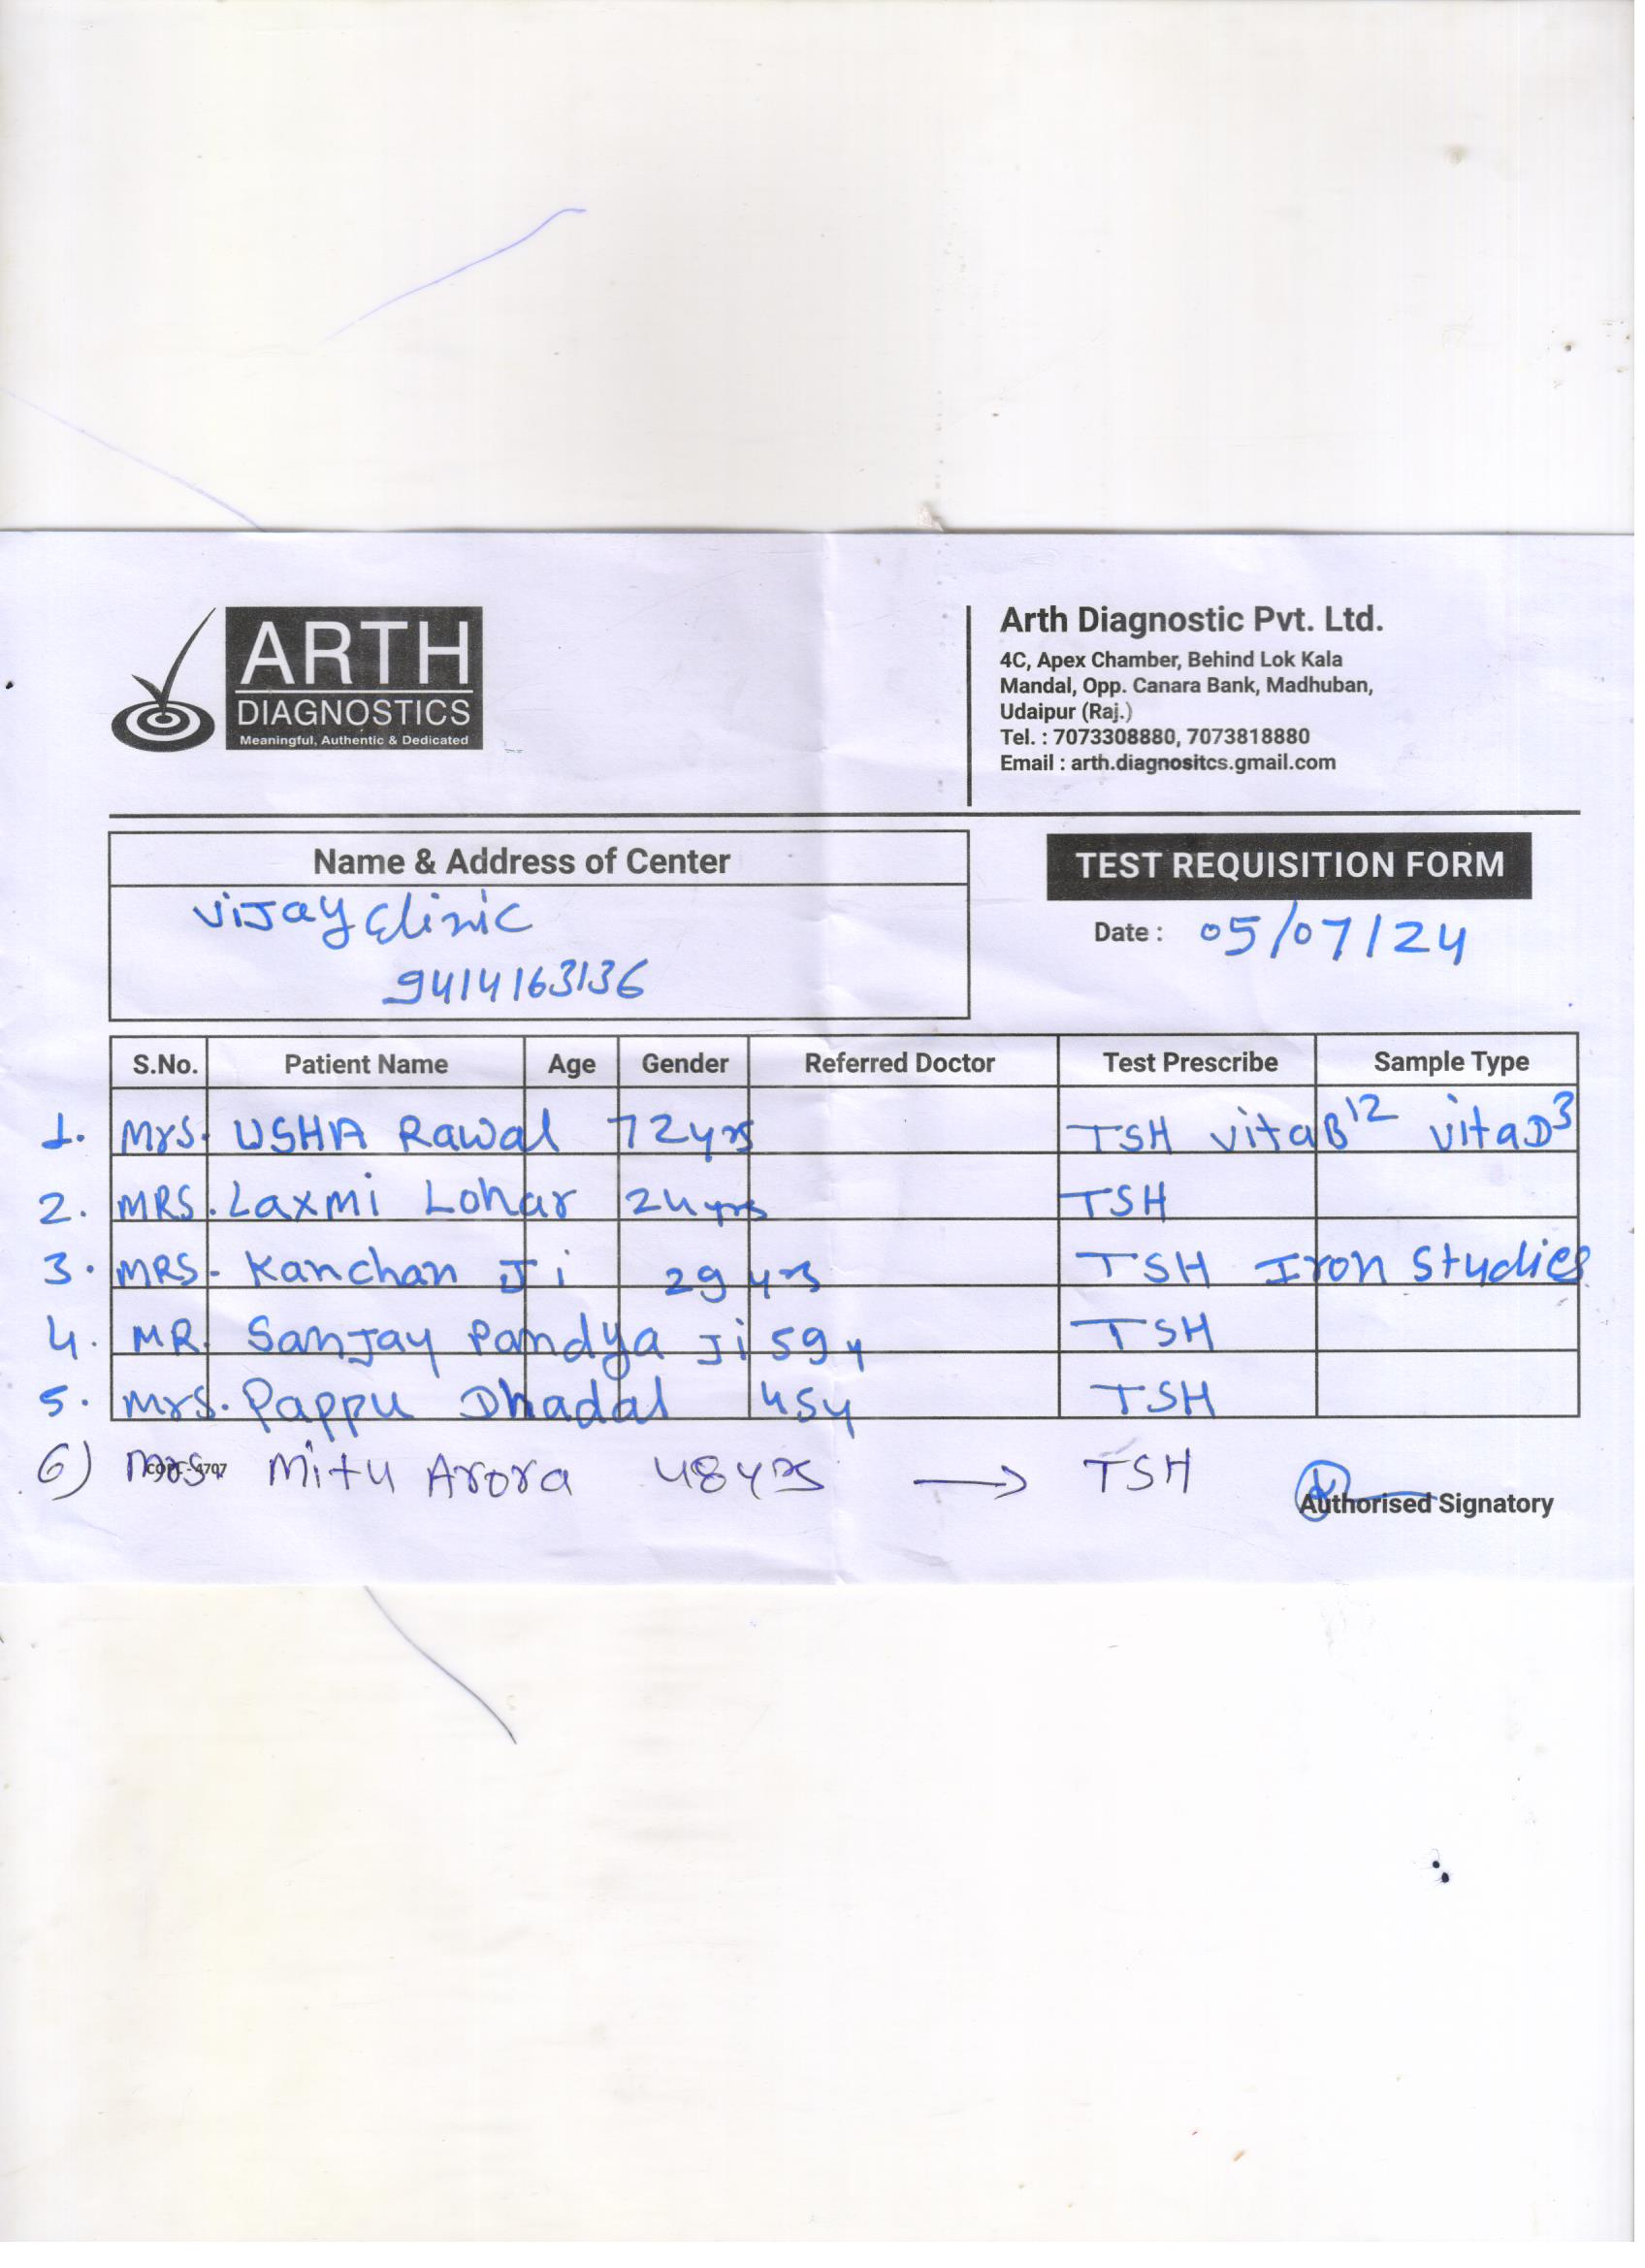 ARTH
DIAGNOSTICS
Meaningful, Authentic & Dedicated
Arth Diagnostic Pvt. Ltd.
4C, Apex Chamber, Behind Lok Kala
Mandal, Opp. Canara Bank, Madhuban,
Udaipur (Raj.)
Tel. : 7073308880, 7073818880
Email : arth.diagnositcs.gmail.com
Name & Address of Center
ViJay Clinic
9414163136
TEST REQUISITION FORM
Date : 05/07/24
S.No. Patient Name Age Gender Referred Doctor Test Prescribe Sample Type
1. Mrs. USHA Rawal 72yrs TSH vitaB12 vitaD3
2. MRS. Laxmi Lohar 24yrs TSH
3. MRS. Kanchan Ji 29yrs TSH Iron Studies
4. MR. SanJay Pandya Ji 59y TSH
5. Mrs. Pappu Dhadal 45y TSH
6) Mrs Mitu Arora 48yrs → TSH
Authorised Signatory